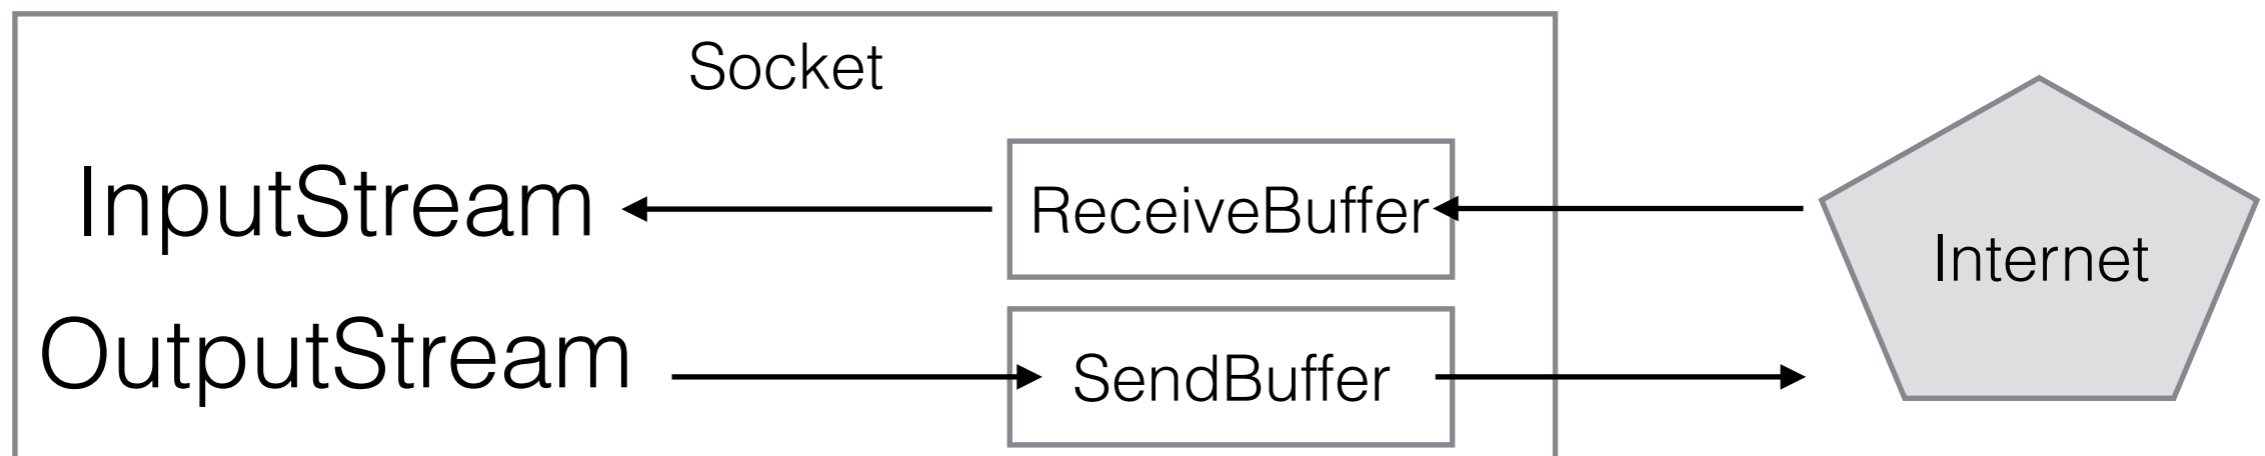 Socket
InputStream
ReceiveBuffer
Internet
OutputStream
SendBuffer